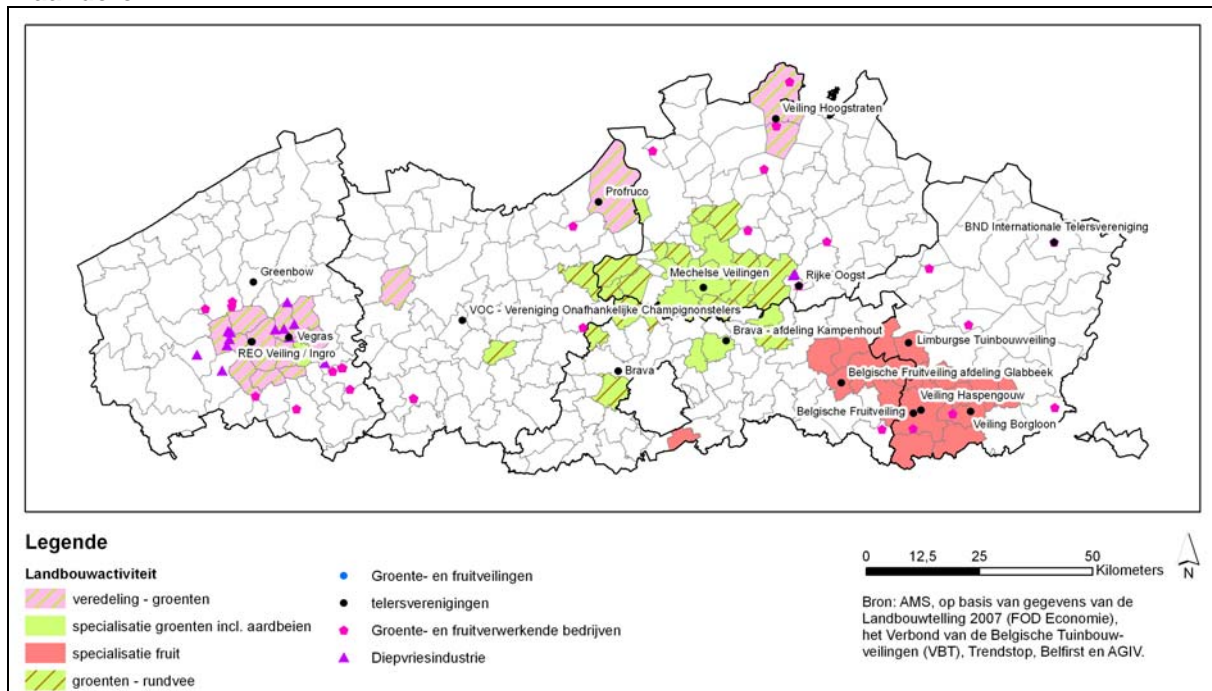 Veiling Hoogstraten
Profruco
BND Internationale Telersvereniging
Greenbow
Mechelse Veilingen
Rijke Oogst
VOC - Vereniging Onafhankelijke Champignonstelers
Vegras
REO Veiling / Ingro
Brava - afdeling Kampenhout
Limburgse Tuinbouwveiling
Brava
Belgische Fruitveiling afdeling Glabbeek
Veiling Haspengouw
Belgische Fruitveiling
Veiling Borgloon
Legende
Landbouwactiviteit
veredeling - groenten
specialisatie groenten incl. aardbeien
specialisatie fruit
groenten - rundvee
Groente- en fruitveilingen
telersverenigingen
Groente- en fruitverwerkende bedrijven
Diepvriesindustrie
0 12,5 25 50
Kilometers
N
Bron: AMS, op basis van gegevens van de
Landbouwtelling 2007 (FOD Economie),
het Verbond van de Belgische Tuinbouw-
veilingen (VBT), Trendstop, Belfirst en AGIV.